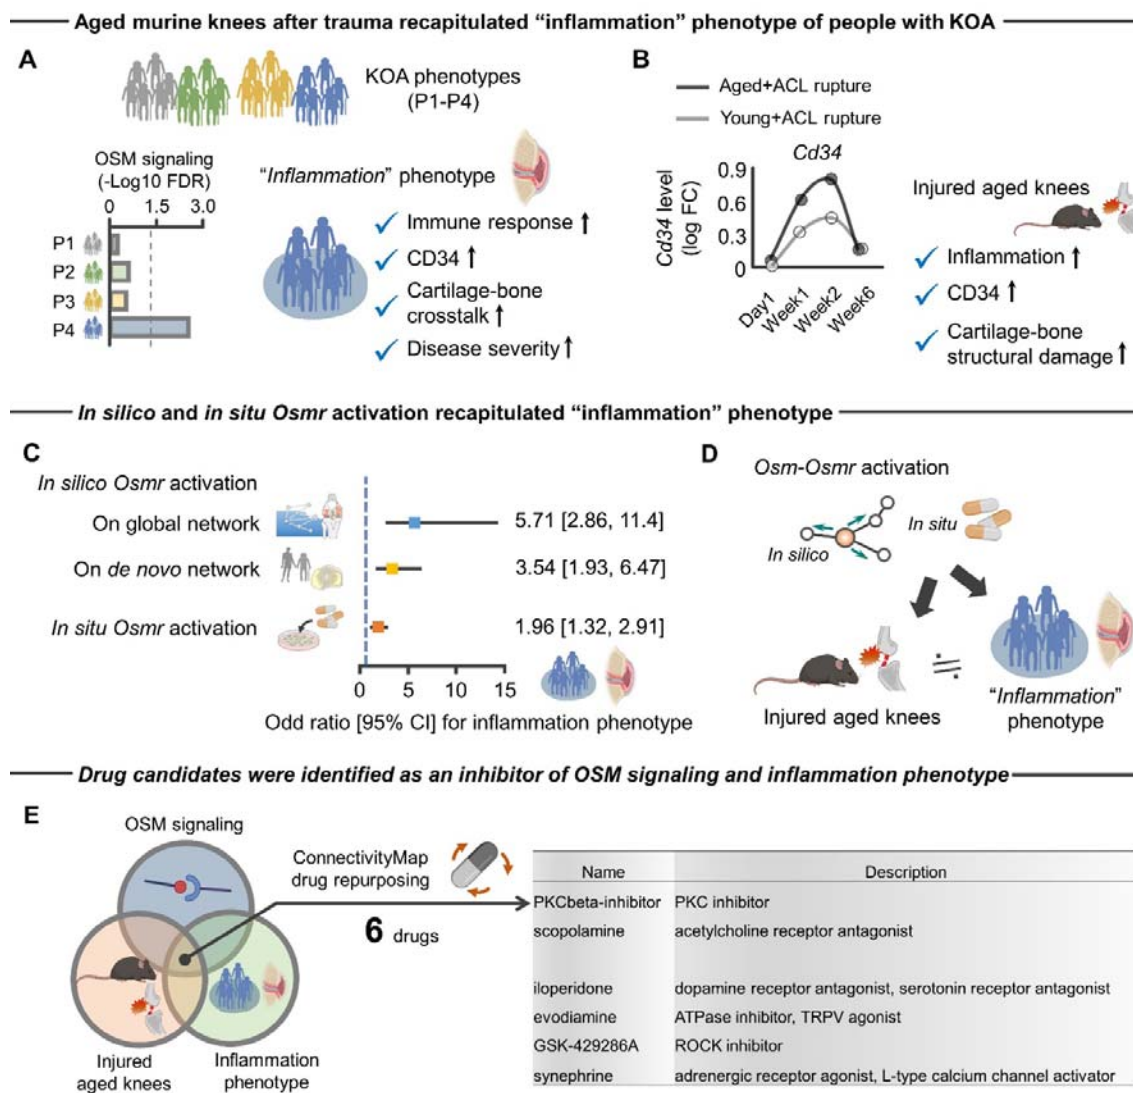 Aged murine knees after trauma recapitulated “inflammation” phenotype of people with KOA
A
KOA phenotypes
(P1-P4)
OSM signaling
(-Log10 FDR)
0 1.5 3.0
P1
P2
P3
P4
“Inflammation” phenotype
Immune response ↑
CD34 ↑
Cartilage-bone
crosstalk ↑
Disease severity ↑
B
Aged+ACL rupture
Young+ACL rupture
Cd34
Cd34 level
(log FC)
0.9
0.6
0.3
0
Day1 Week1 Week2 Week6
Injured aged knees
Inflammation ↑
CD34 ↑
Cartilage-bone
structural damage ↑
In silico and in situ Osmr activation recapitulated “inflammation” phenotype
C
In silico Osmr activation
On global network 5.71 [2.86, 11.4]
On de novo network 3.54 [1.93, 6.47]
In situ Osmr activation 1.96 [1.32, 2.91]
0 5 10 15
Odd ratio [95% CI] for inflammation phenotype
D
Osm-Osmr activation
In situ
In silico
≒
Injured aged knees
“Inflammation”
phenotype
Drug candidates were identified as an inhibitor of OSM signaling and inflammation phenotype
E
OSM signaling
Injured
aged knees
Inflammation
phenotype
ConnectivityMap
drug repurposing
6 drugs
Name Description
PKCbeta-inhibitor PKC inhibitor
scopolamine acetylcholine receptor antagonist
iloperidone dopamine receptor antagonist, serotonin receptor antagonist
evodiamine ATPase inhibitor, TRPV agonist
GSK-429286A ROCK inhibitor
synephrine adrenergic receptor agonist, L-type calcium channel activator